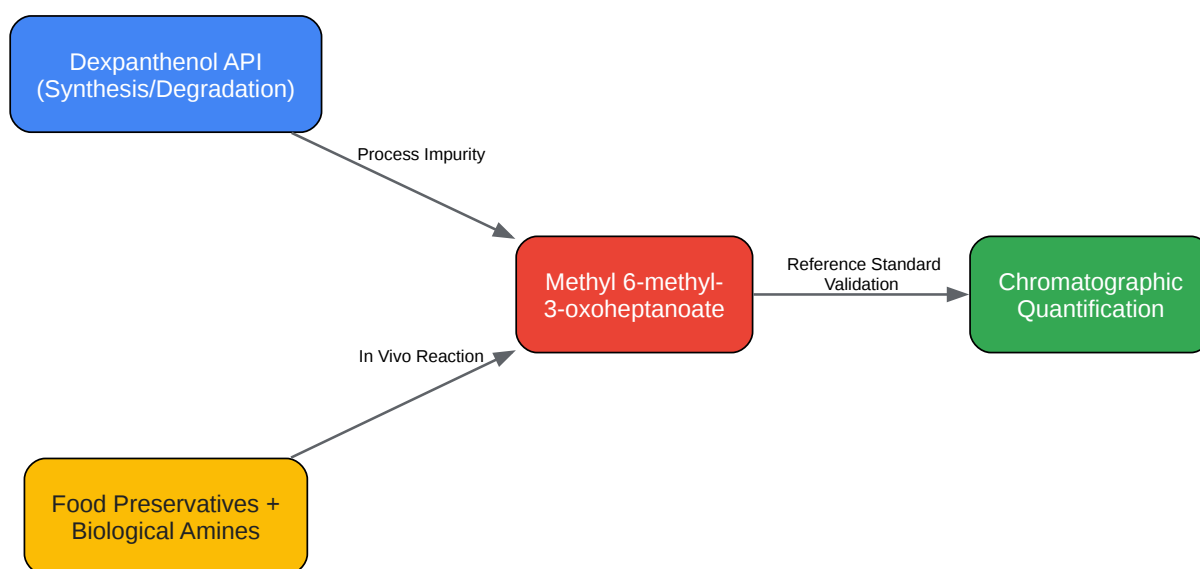 Dexpanthenol API
(Synthesis/Degradation)
Process Impurity
Methyl 6-methyl-
3-oxoheptanoate
Reference Standard
Validation
Chromatographic
Quantification
In Vivo Reaction
Food Preservatives +
Biological Amines